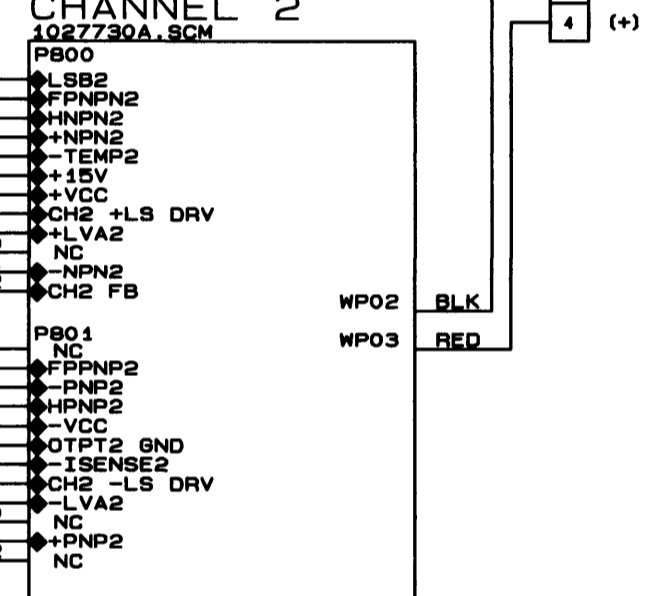 CHANNEL 2
1027730A.SCM
4 (+)
P800
LSB2
FPNPN2
HNPN2
+NPN2
-TEMP2
+15V
+VCC
CH2 +LS DRV
+LVA2
NC
-NPN2
CH2 FB
WP02 BLK
P801
WP03 RED
NC
FPPNP2
-PNP2
HPNP2
-VCC
OTPT2 GND
-ISENSE2
CH2 -LS DRV
-LVA2
NC
+PNP2
NC